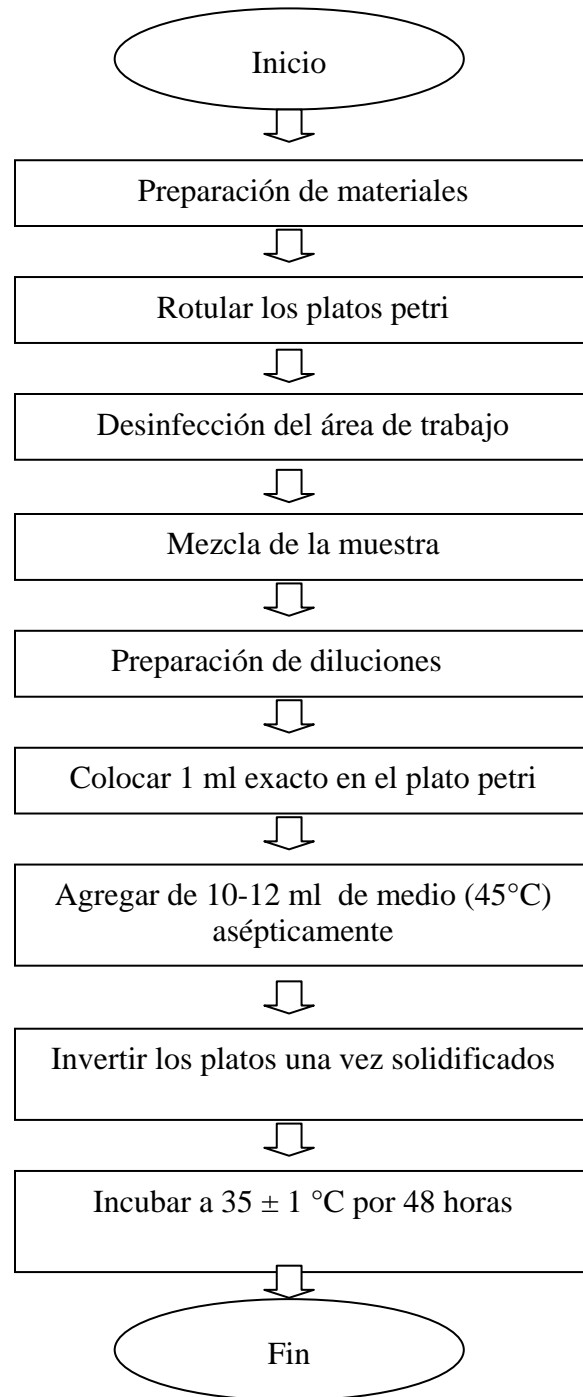 Inicio
Preparación de materiales
Rotular los platos petri
Desinfección del área de trabajo
Mezcla de la muestra
Preparación de diluciones
Colocar 1 ml exacto en el plato petri
Agregar de 10-12 ml  de medio (45°C)
asépticamente
Invertir los platos una vez solidificados
Incubar a 35 ± 1 °C por 48 horas
Fin